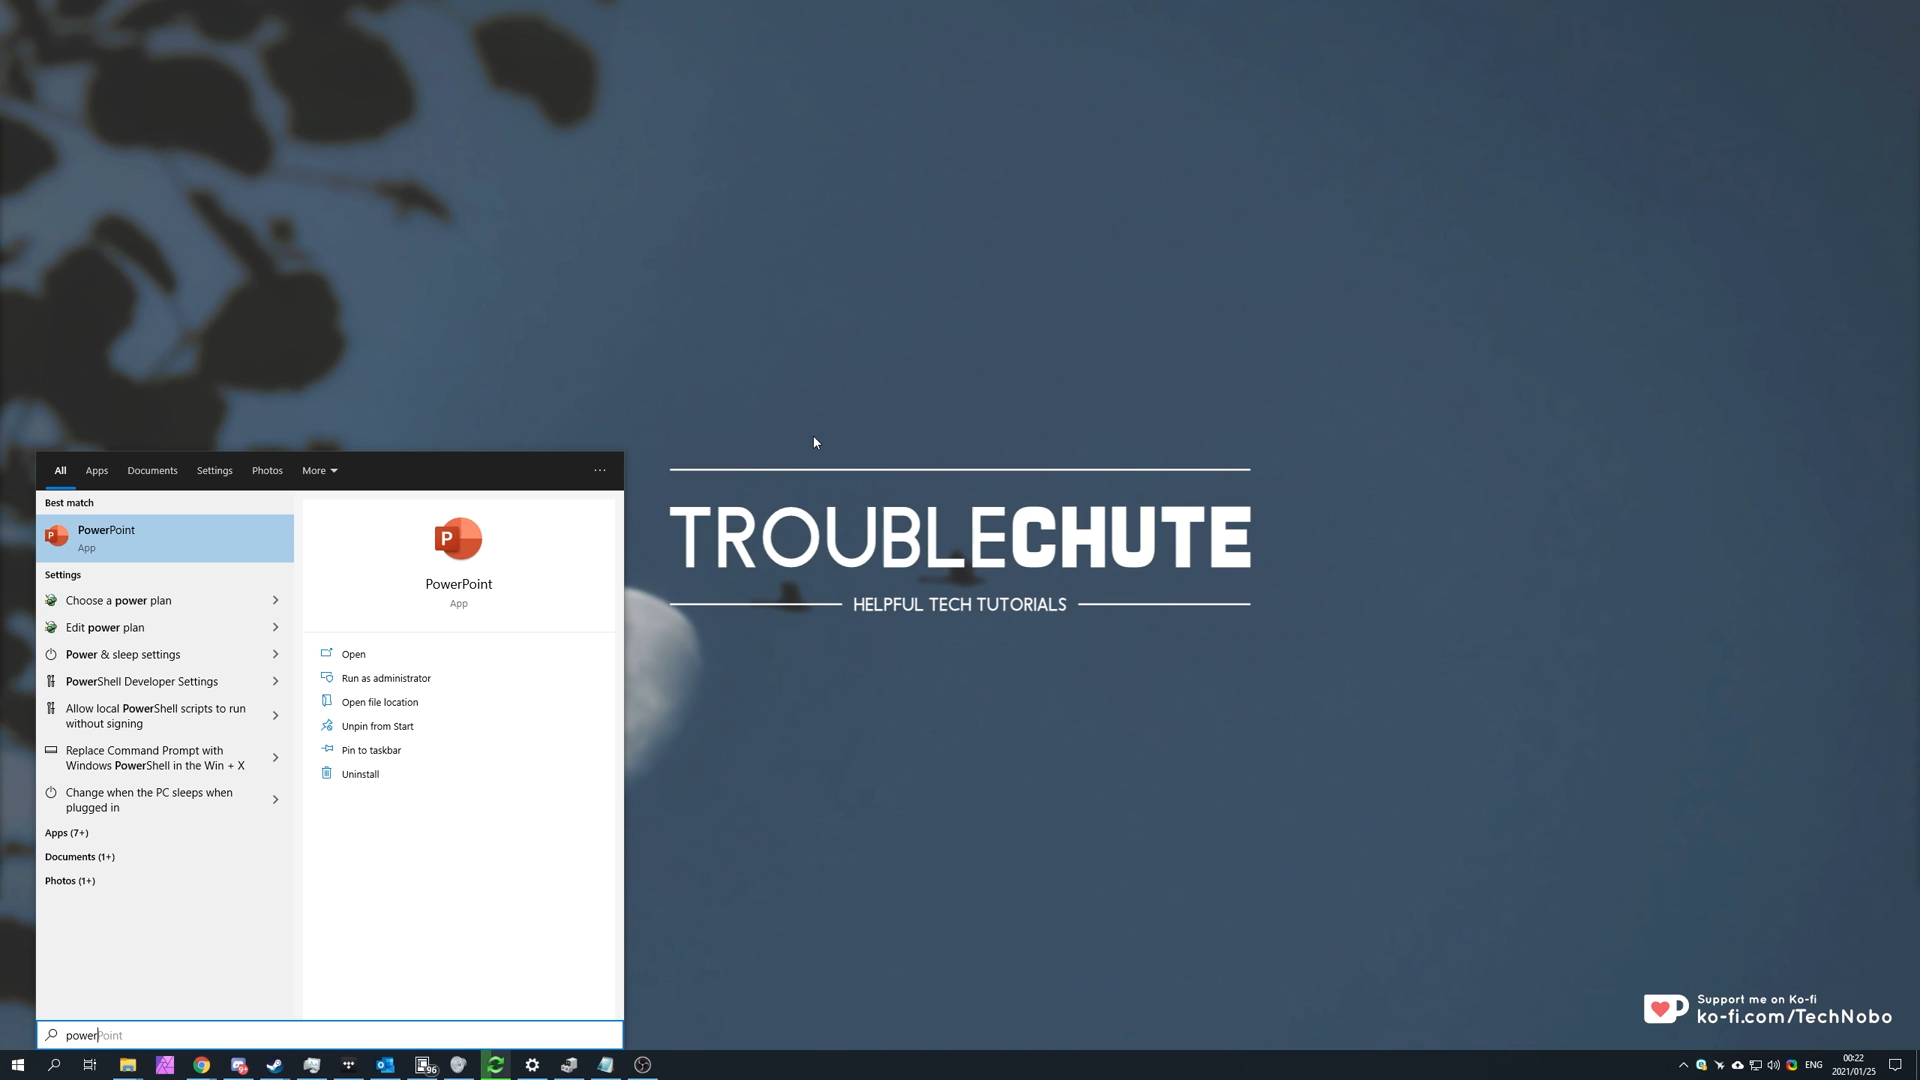 TROUBLECHUTE
HELPFUL TECH TUTORIALS
All Apps Documents Settings Photos More ...
Best match
PowerPoint
App
Settings
Choose a power plan
Edit power plan
Power & sleep settings
PowerShell Developer Settings
Allow local PowerShell scripts to run
without signing
Replace Command Prompt with
Windows PowerShell in the Win + X
Change when the PC sleeps when
plugged in
Apps (7+)
Documents (1+)
Photos (1+)
P
PowerPoint
App
Open
Run as administrator
Open file location
Unpin from Start
Pin to taskbar
Uninstall
powerPoint
Support me on Ko-fi
ko-fi.com/TechNobo
9+
96
ENG
00:22
2021/01/25